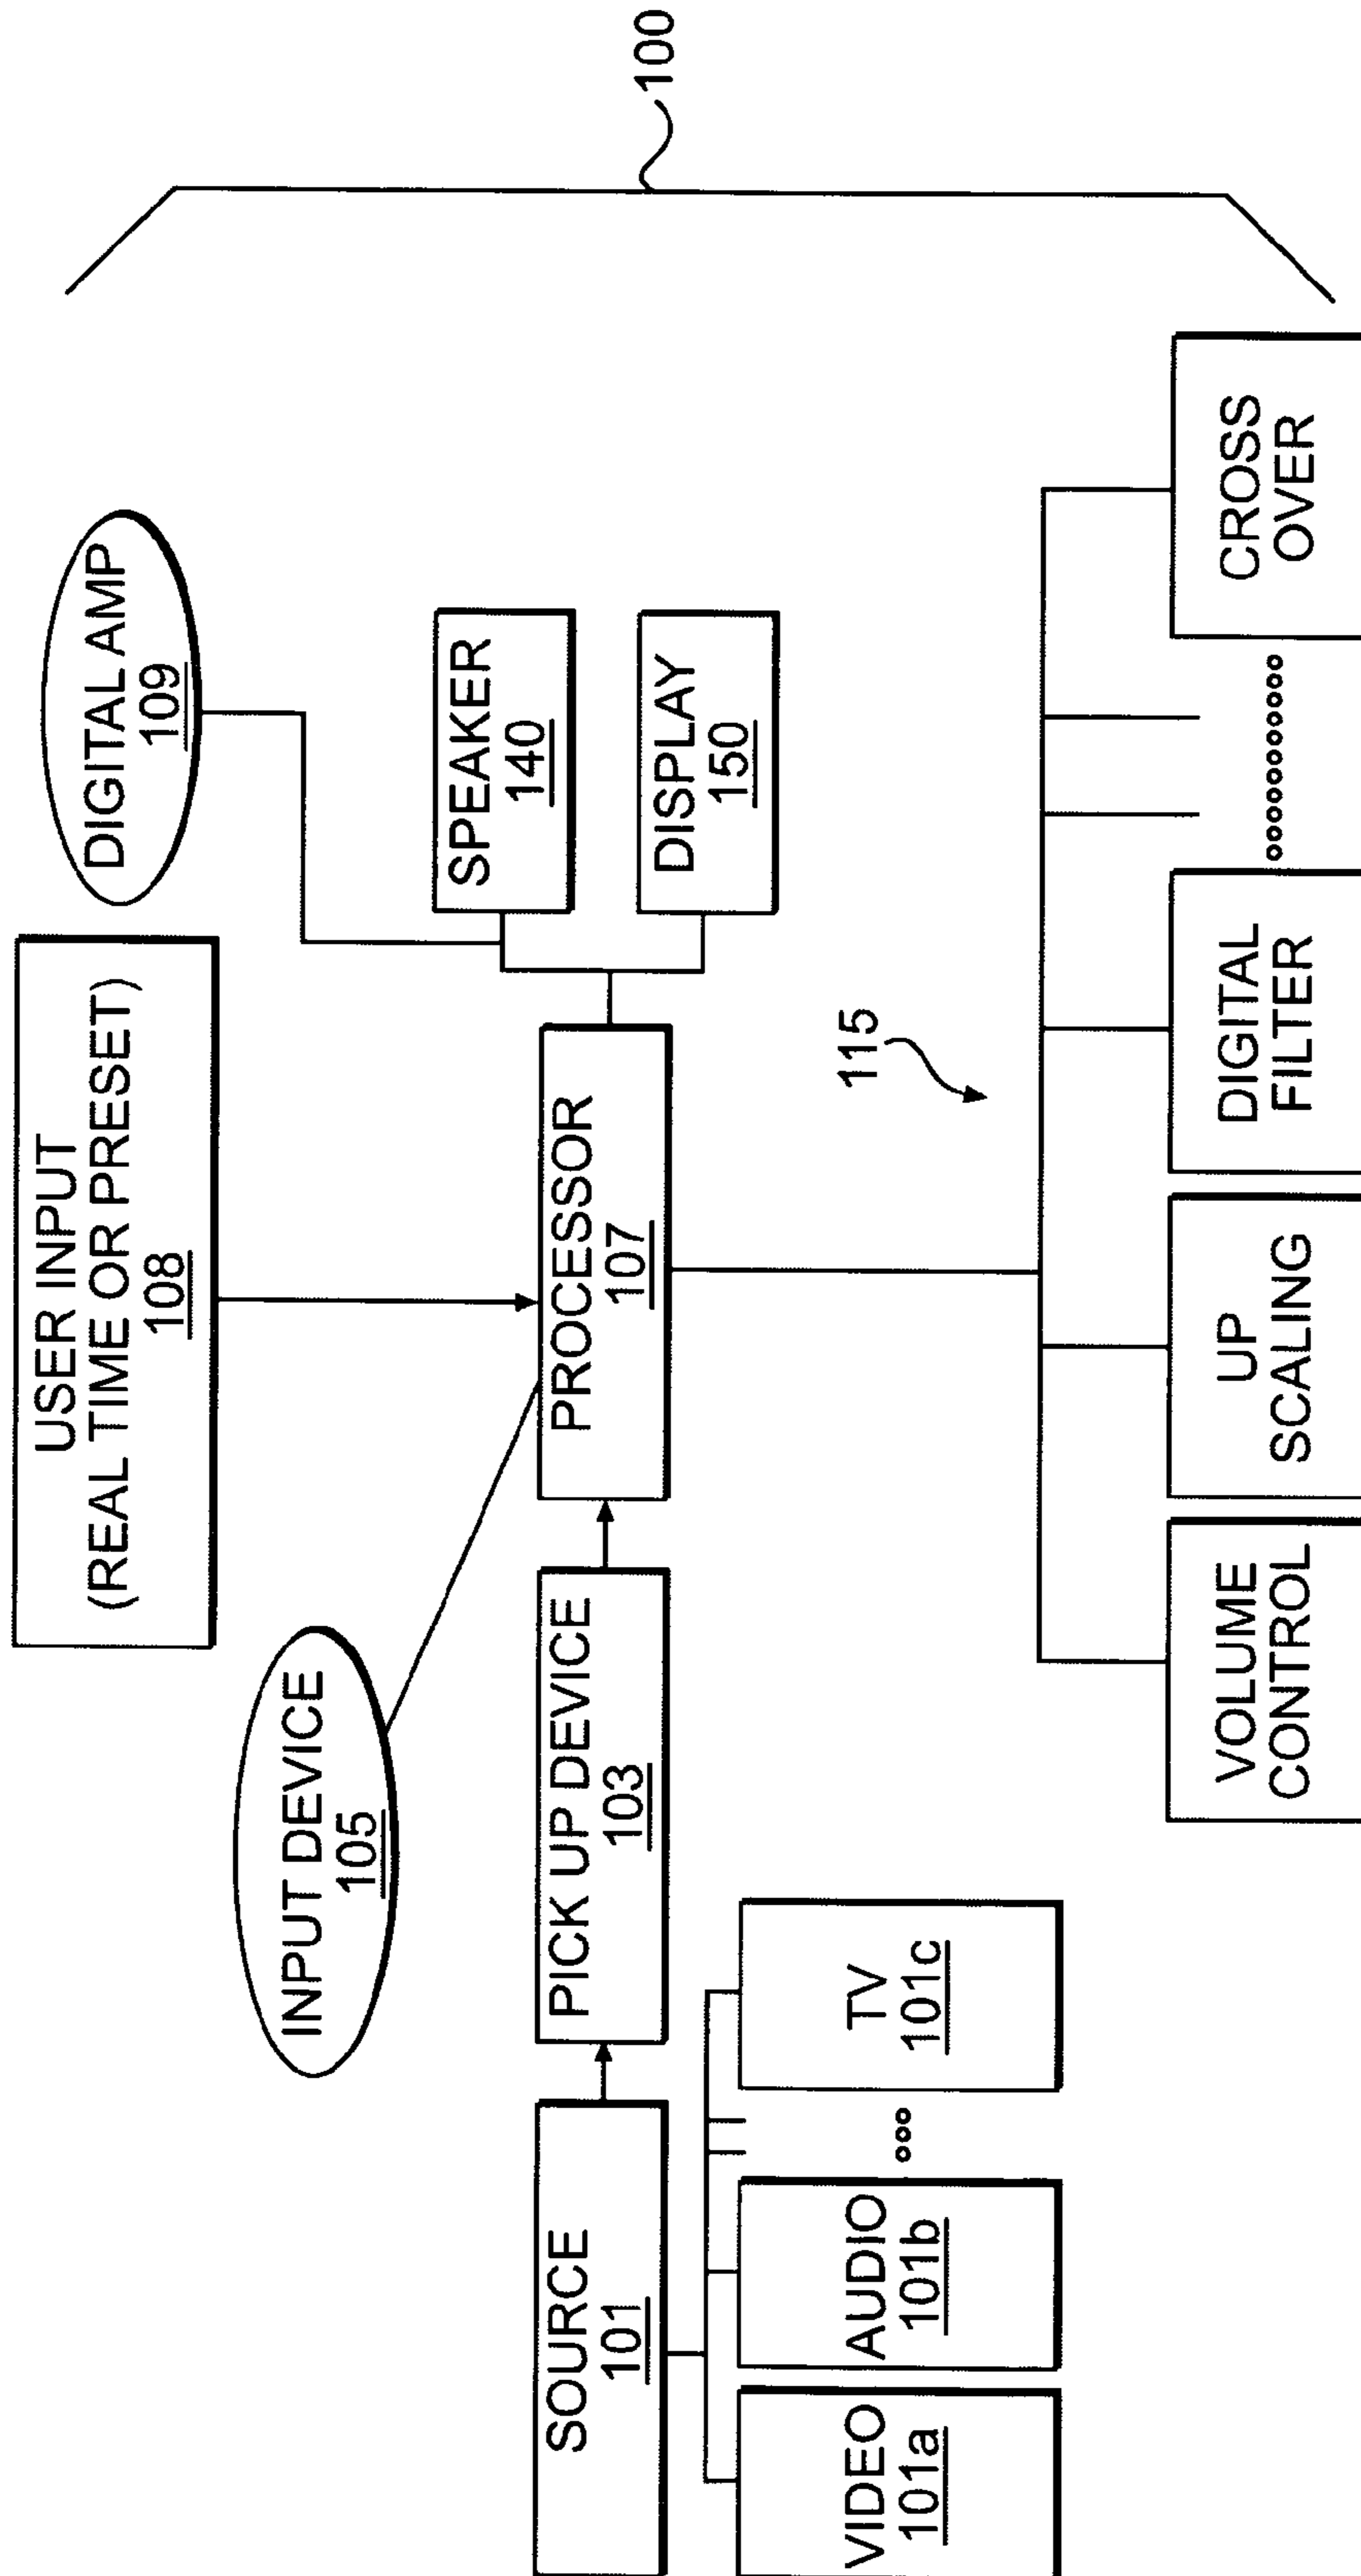 USER INPUT
(REAL TIME OR PRESET)
108
DIGITAL AMP
109
INPUT DEVICE
105
SPEAKER
140
DISPLAY
150
SOURCE
101
PICK UP DEVICE
103
PROCESSOR
107
100
115
VIDEO
101a
AUDIO
101b
TV
101c
VOLUME
CONTROL
UP
SCALING
DIGITAL
FILTER
CROSS
OVER